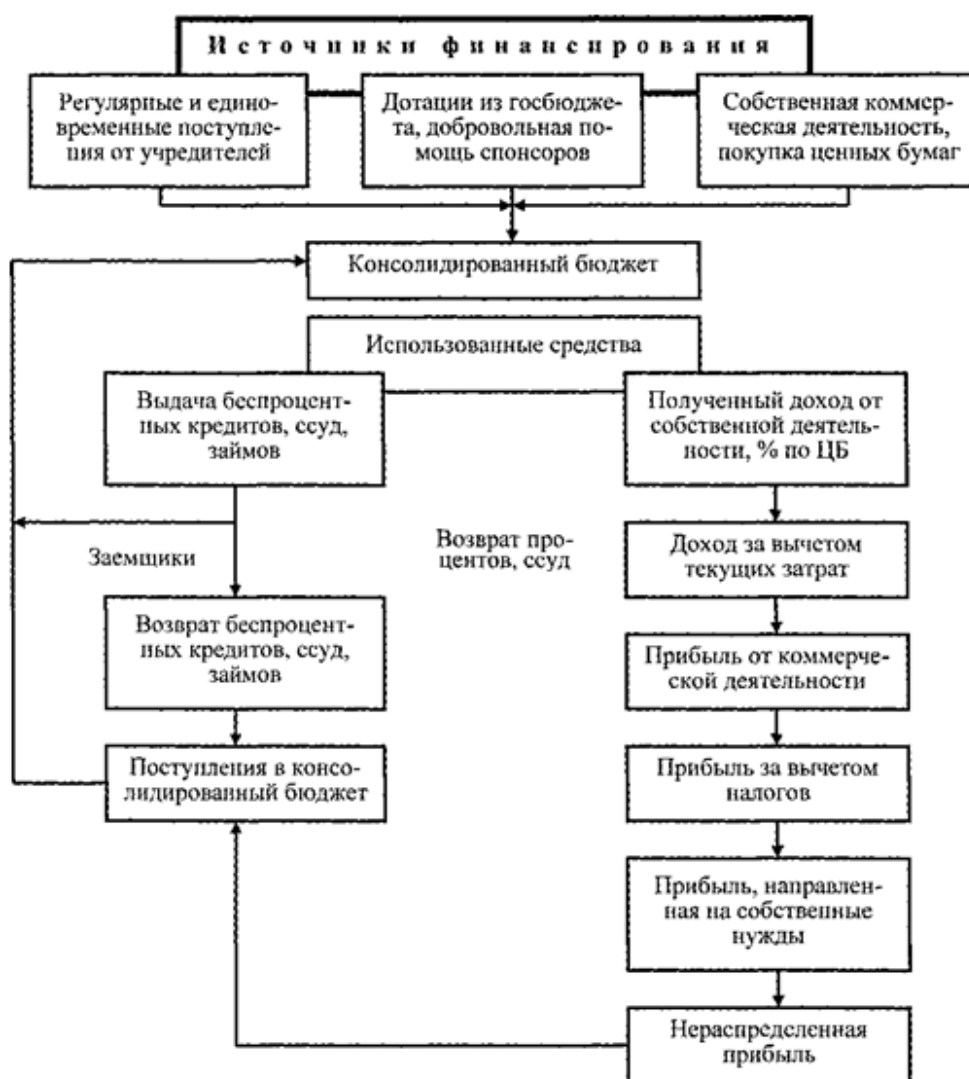 Источники финансирования
Регулярные и едино-
временные поступле-
ния от учредителей
Дотации из госбюдже-
та, добровольная по-
мощь спонсоров
Собственная коммер-
ческая деятельность,
покупка ценных бумаг
Консолидированный бюджет
Использованные средства
Выдача беспроцент-
ных кредитов, ссуд,
займов
Полученный доход от
собственной деятель-
ности, % по ЦБ
Заемщики
Возврат про-
центов, ссуд
Доход за вычетом
текущих затрат
Возврат беспроцент-
ных кредитов, ссуд,
займов
Прибыль от коммерче-
ской деятельности
Поступления в консо-
лидированный бюджет
Прибыль за вычетом
налогов
Прибыль, направлен-
ная на собственные
нужды
Нераспределенная
прибыль